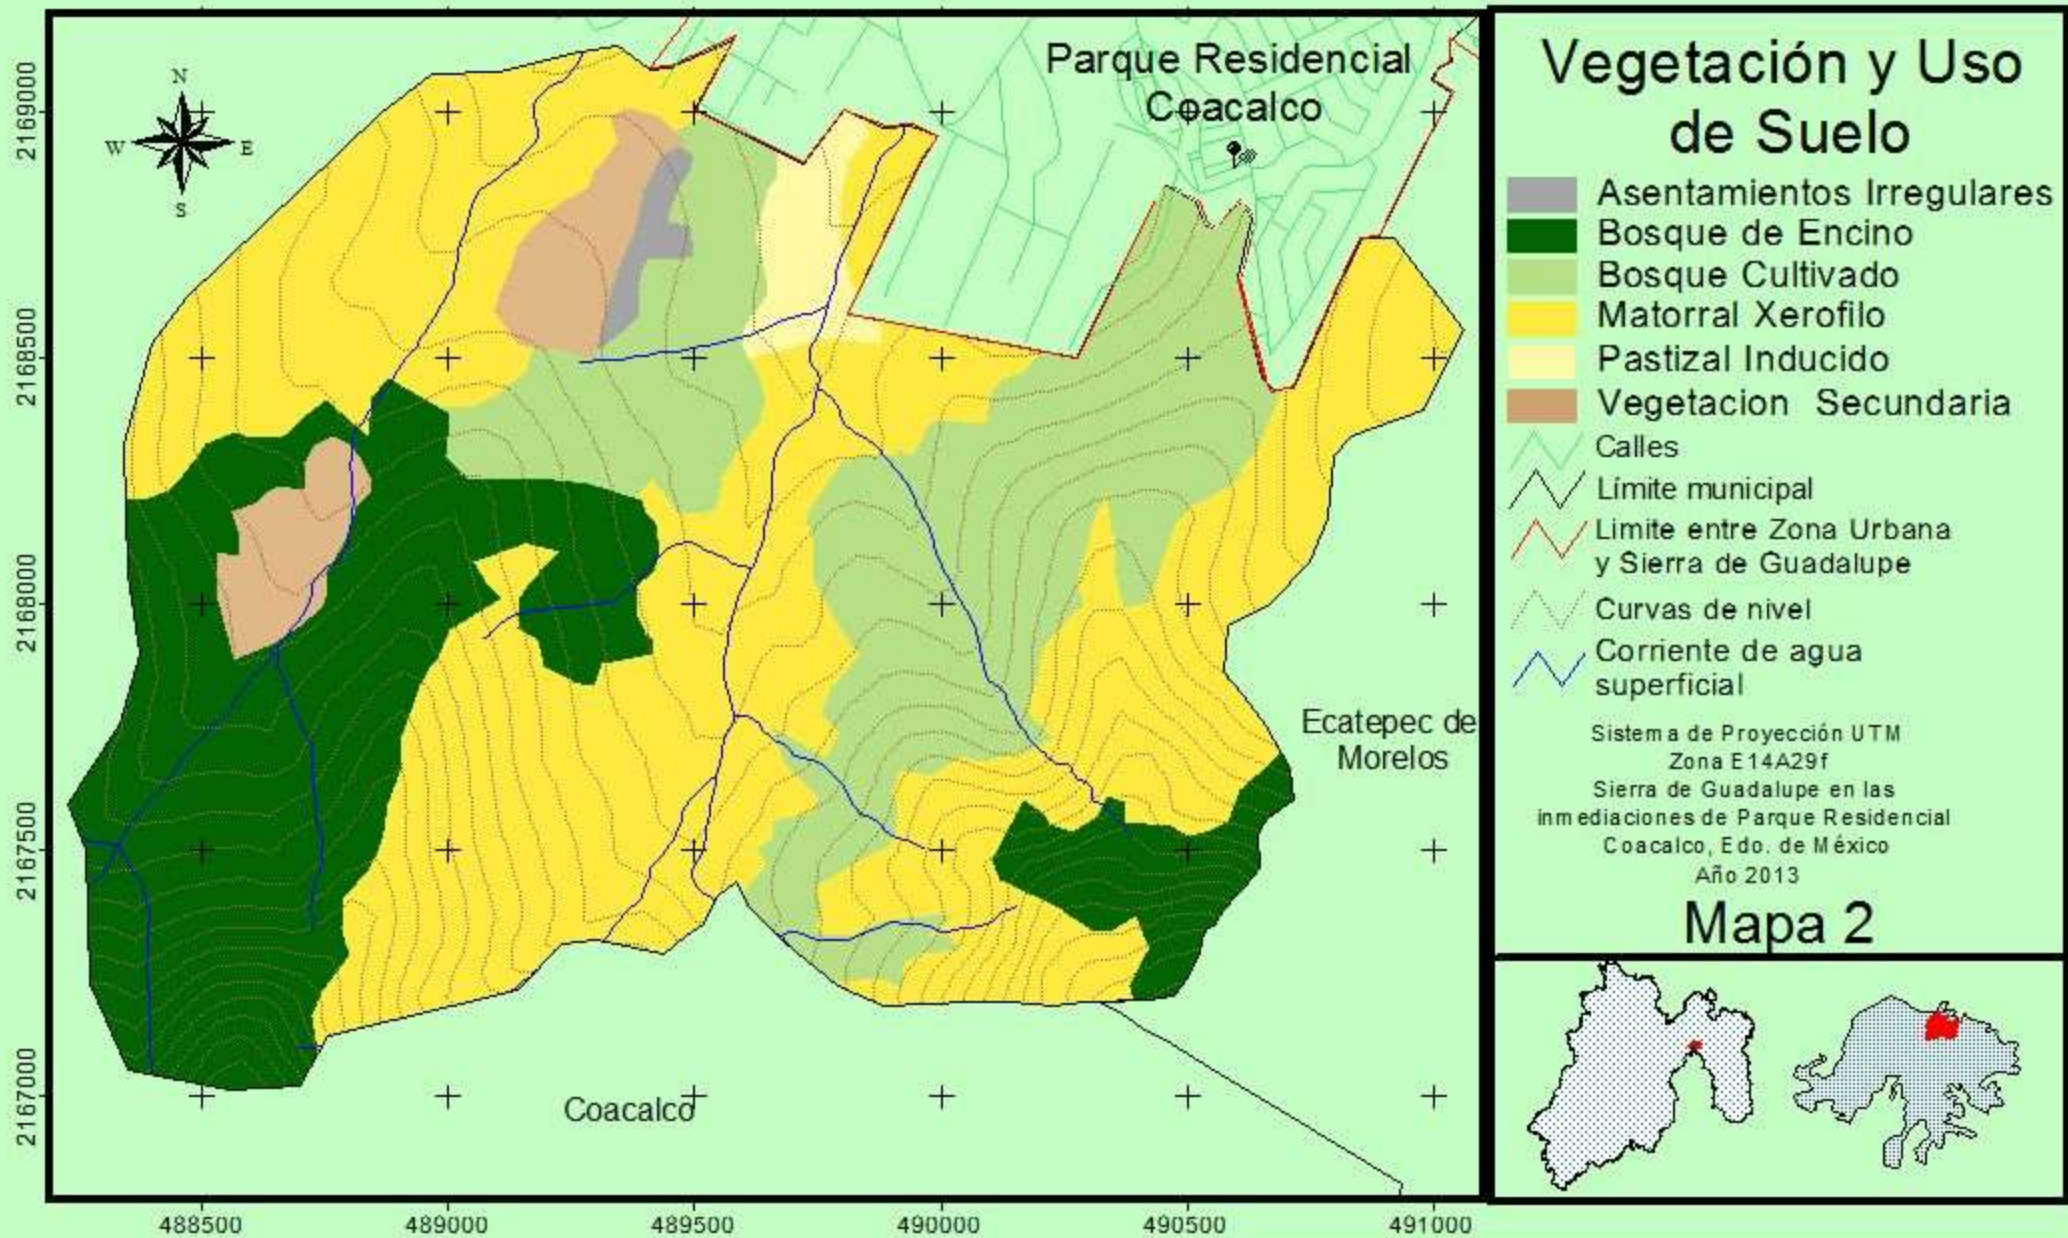 Parque Residencial
Coacalco
N
W
E
S
Ecatepec de
Morelos
Coacalco
2169000
2168500
2168000
2167500
2167000
488500
489000
489500
490000
490500
491000
Vegetación y Uso
de Suelo
Asentamientos Irregulares
Bosque de Encino
Bosque Cultivado
Matorral Xerofilo
Pastizal Inducido
Vegetacion Secundaria
Calles
Límite municipal
Limite entre Zona Urbana
y Sierra de Guadalupe
Curvas de nivel
Corriente de agua
superficial
Sistema de Proyección UTM
Zona E14A29f
Sierra de Guadalupe en las
inmediaciones de Parque Residencial
Coacalco, Edo. de México
Año 2013
Mapa 2